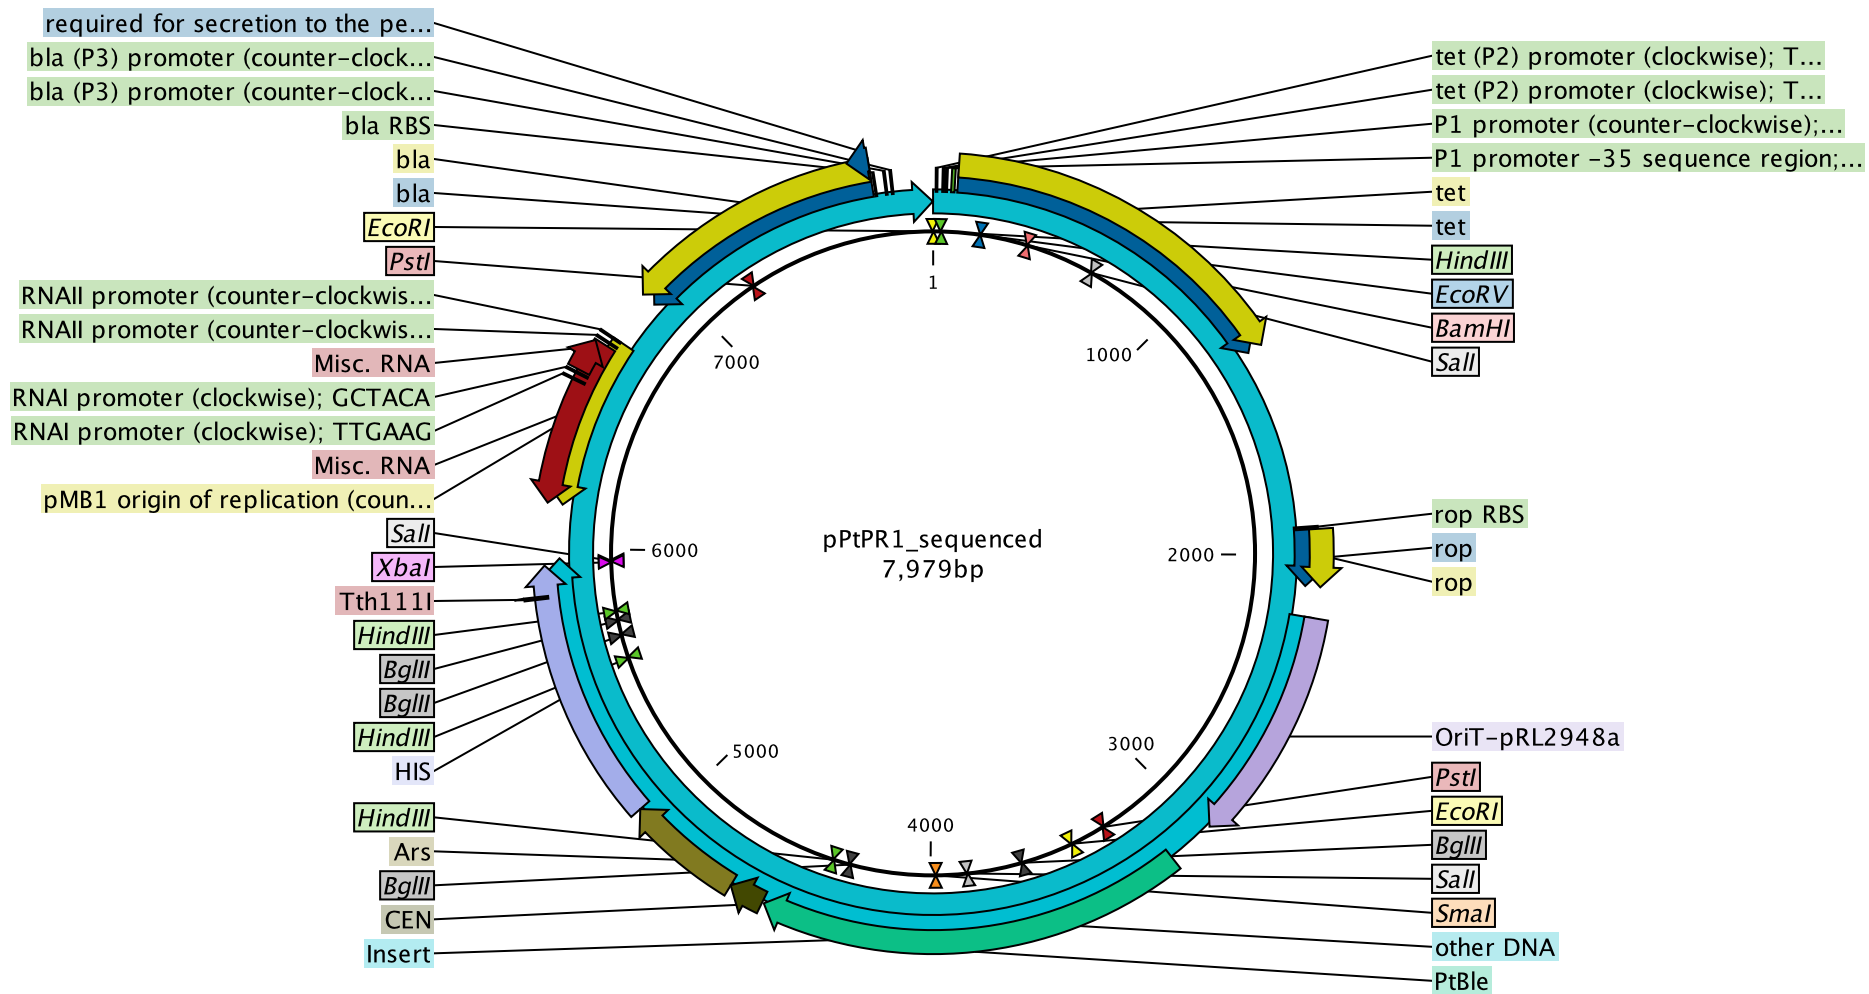 required for secretion to the pe...
bla (P3) promoter (counter-clock...
bla (P3) promoter (counter-clock...
bla RBS
bla
bla
EcoRI
PstI
RNAII promoter (counter-clockwis...
RNAII promoter (counter-clockwis...
Misc. RNA
RNAI promoter (clockwise); GCTACA
RNAI promoter (clockwise); TTGAAG
Misc. RNA
pMB1 origin of replication (coun...
SalI
XbaI
Tth111I
HindIII
BglII
BglII
HindIII
HIS
HindIII
Ars
BglII
CEN
Insert
1
1000
2000
3000
4000
5000
6000
7000
pPtPR1_sequenced
7,979bp
tet (P2) promoter (clockwise); T...
tet (P2) promoter (clockwise); T...
P1 promoter (counter-clockwise);...
P1 promoter -35 sequence region;...
tet
tet
HindIII
EcoRV
BamHI
SalI
rop RBS
rop
rop
OriT-pRL2948a
PstI
EcoRI
BglII
SalI
SmaI
other DNA
PtBle